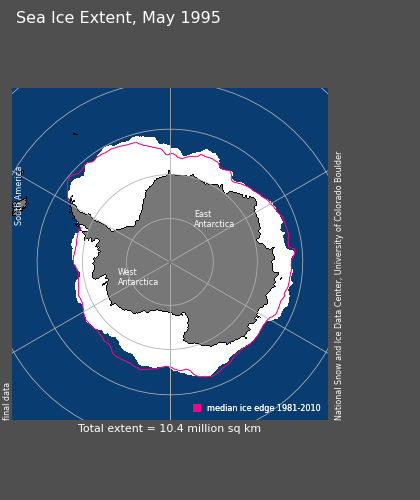 Sea Ice Extent, May 1995
South America
East
Antarctica
West
Antarctica
National Snow and Ice Data Center, University of Colorado Boulder
final data
median ice edge 1981-2010
Total extent = 10.4 million sq km